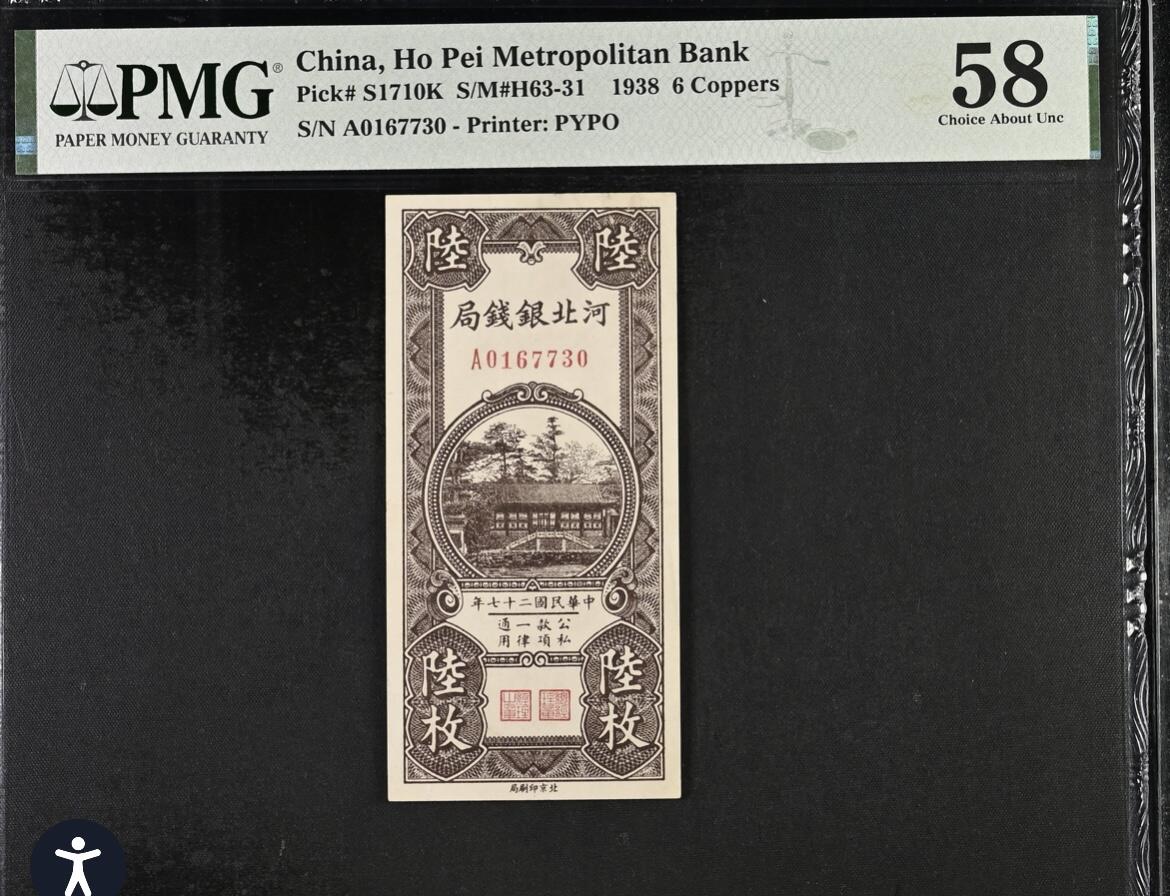 PMG®
PAPER MONEY GUARANTY
China, Ho Pei Metropolitan Bank
Pick# S1710K S/M#H63-31 1938 6 Coppers
S/N A0167730 - Printer: PYPO
58
Choice About Unc
陸 陸
河北銀錢局
A0167730
中華民國二十七年
公私款項一律通用
陸枚 陸枚
北京印刷局